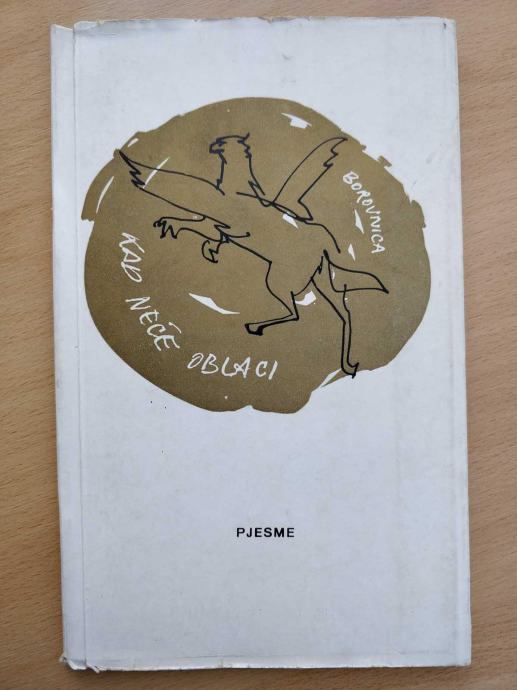 BOROVNICA
KAD NEĆE
OBLACI
PJESME